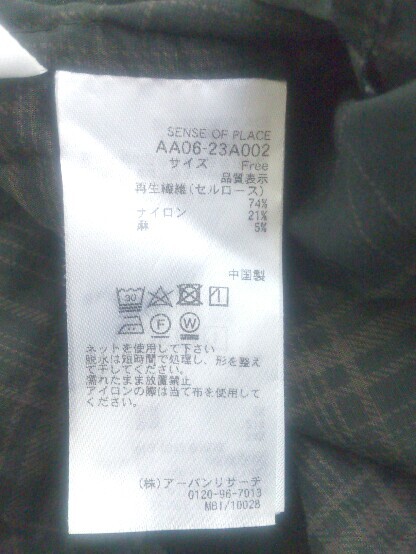 SENSE OF PLACE
AA06-23A002
サイズ Free
品質表示
再生繊維(セルロース)
74%
ナイロン 21%
麻 5%
中国製
30
F W
ネットを使用して下さい
脱水は短時間で処理し、形を整え
て干してください。
濡れたまま放置禁止
アイロンの際は当て布を使用して
ください。
(株)アーバンリサーチ
0120-96-7013
MB1/10028